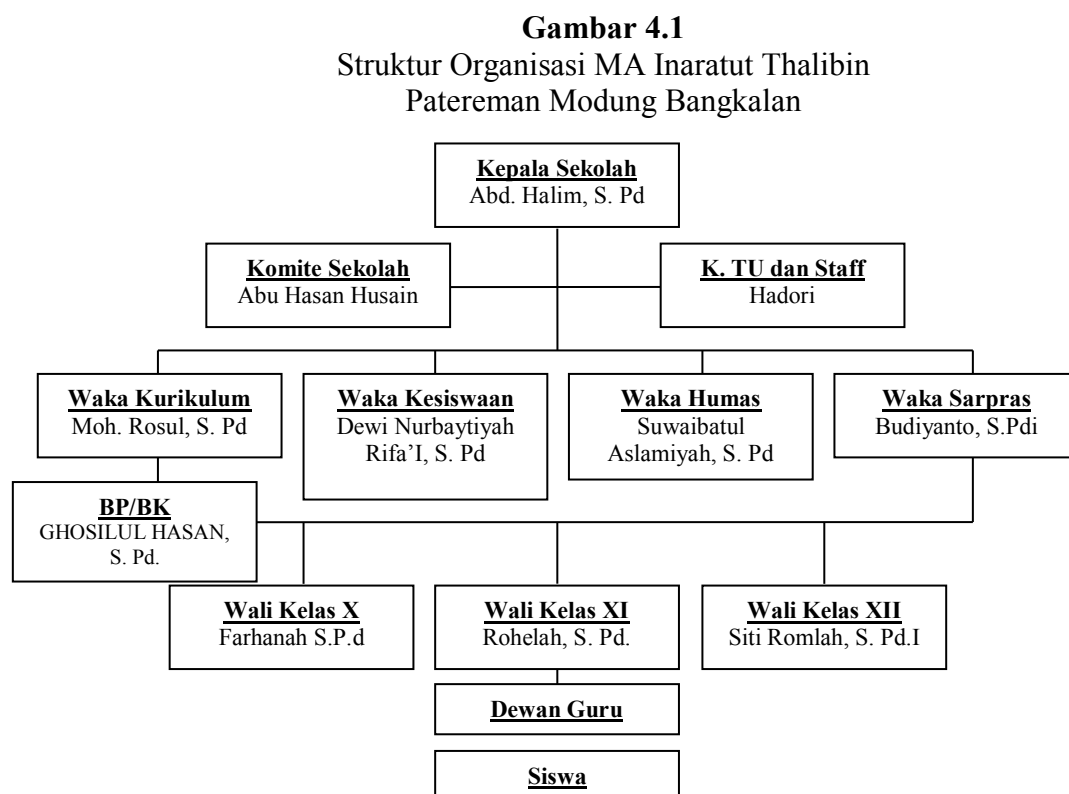 Gambar 4.1
Struktur Organisasi MA Inaratut Thalibin
Patereman Modung Bangkalan
Kepala Sekolah
Abd. Halim, S. Pd
Komite Sekolah
Abu Hasan Husain
K. TU dan Staff
Hadori
Waka Kurikulum
Moh. Rosul, S. Pd
Waka Kesiswaan
Dewi Nurbaytiyah
Rifa’I, S. Pd
Waka Humas
Suwaibatul
Aslamiyah, S. Pd
Waka Sarpras
Budiyanto, S.Pdi
BP/BK
GHOSILUL HASAN,
S. Pd.
Wali Kelas X
Farhanah S.P.d
Wali Kelas XI
Rohelah, S. Pd.
Wali Kelas XII
Siti Romlah, S. Pd.I
Dewan Guru
Siswa